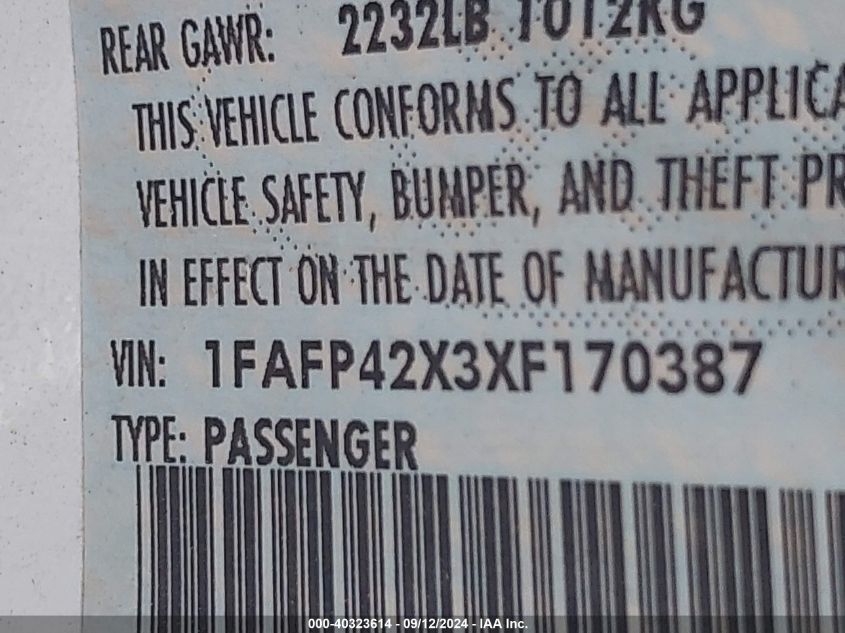 REAR GAWR: 2232LB 1012KG
THIS VEHICLE CONFORMS TO ALL APPLICA
VEHICLE SAFETY, BUMPER, AND THEFT PR
IN EFFECT ON THE DATE OF MANUFACTUR
VIN: 1FAFP42X3XF170387
TYPE: PASSENGER
000-40323614 - 09/12/2024 - IAA Inc.